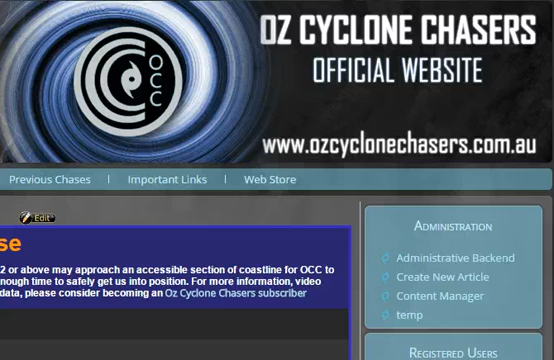 OZ CYCLONE CHASERS
OFFICIAL WEBSITE
OCC
www.ozcyclonechasers.com.au
Previous Chases | Important Links | Web Store
Edit
se
2 or above may approach an accessible section of coastline for OCC to
nough time to safely get us into position. For more information, video
data, please consider becoming an Oz Cyclone Chasers subscriber
Administration
Administrative Backend
Create New Article
Content Manager
temp
Registered Users